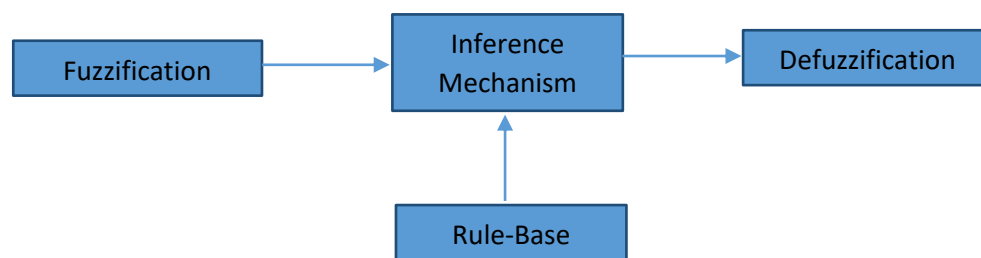 Fuzzification
Inference
Mechanism
Defuzzification
Rule-Base